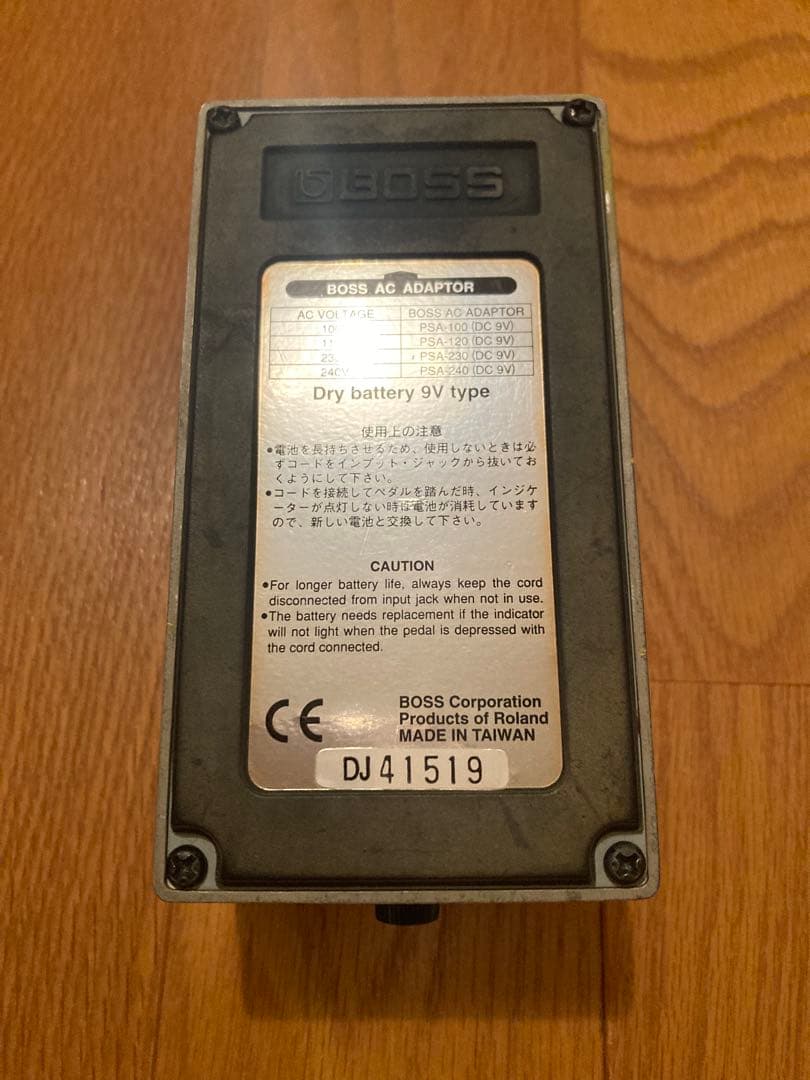 BOSS
BOSS AC ADAPTOR
AC VOLTAGE BOSS AC ADAPTOR
PSA-100 (DC 9V)
PSA-120 (DC 9V)
PSA-230 (DC 9V)
240V PSA-240 (DC 9V)
Dry battery 9V type
使用上の注意
●電池を長持ちさせるため、使用しないときは必
ずコードをインプット・ジャックから抜いてお
くようにして下さい。
●コードを接続してペダルを踏んだ時、インジケ
ーターが点灯しない時は電池が消耗しています
ので、新しい電池と交換して下さい。
CAUTION
●For longer battery life, always keep the cord
disconnected from input jack when not in use.
●The battery needs replacement if the indicator
will not light when the pedal is depressed with
the cord connected.
CE
BOSS Corporation
Products of Roland
MADE IN TAIWAN
DJ41519